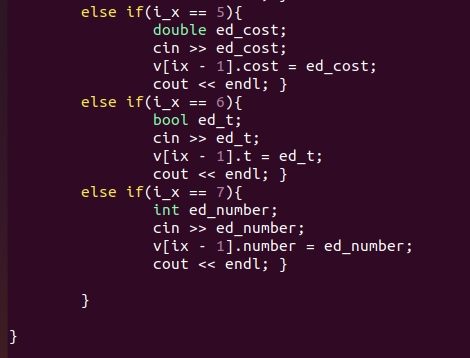 else if(i_x == 5){
double ed_cost;
cin >> ed_cost;
v[ix - 1].cost = ed_cost;
cout << endl; }
else if(i_x == 6){
bool ed_t;
cin >> ed_t;
v[ix - 1].t = ed_t;
cout << endl; }
else if(i_x == 7){
int ed_number;
cin >> ed_number;
v[ix - 1].number = ed_number;
cout << endl; }
}
}